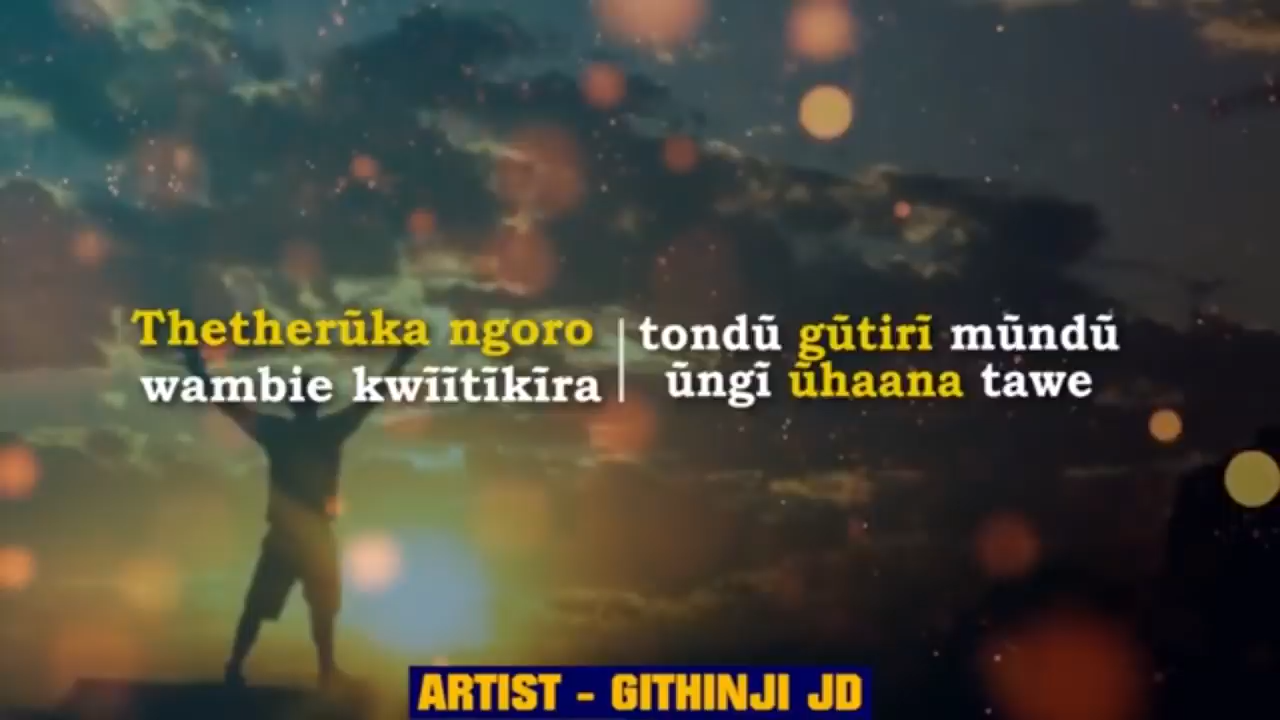 Thetherũka ngoro
wambie kwĩĩtĩkĩra
tondũ gũtirĩ mũndũ
ũngĩ ũhaana tawe
ARTIST - GITHINJI JD